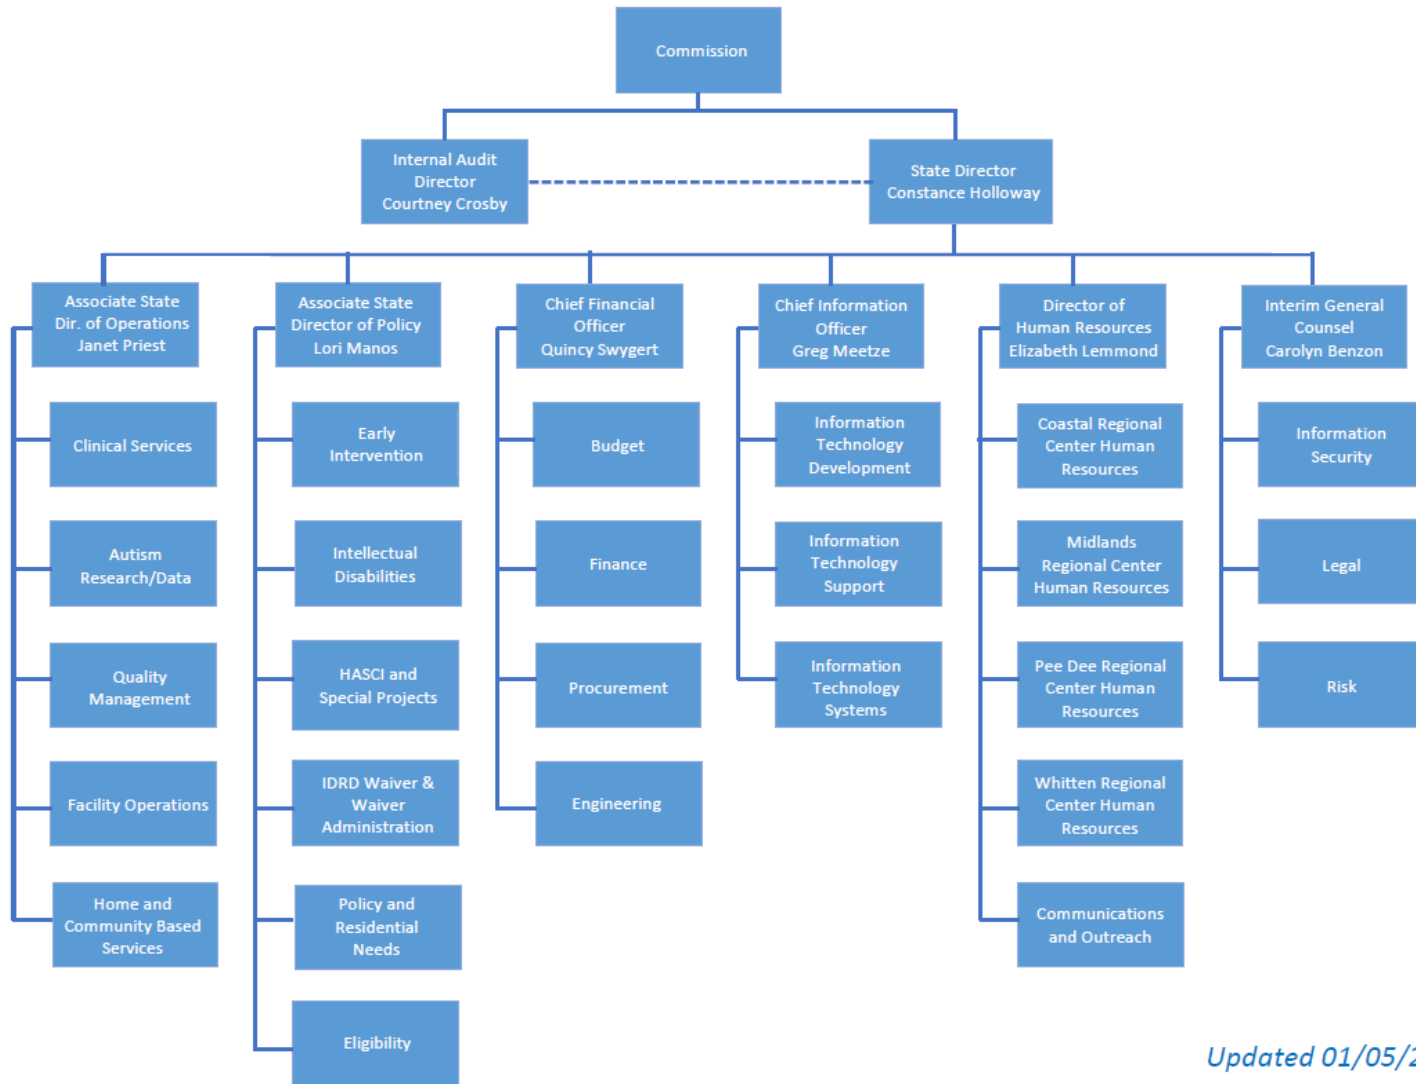 Commission
Internal Audit
Director
Courtney Crosby
State Director
Constance Holloway
Associate State
Dir. of Operations
Janet Priest
Associate State
Director of Policy
Lori Manos
Chief Financial
Officer
Quincy Swygert
Chief Information
Officer
Greg Meetze
Director of
Human Resources
Elizabeth Lemmond
Interim General
Counsel
Carolyn Benzon
Clinical Services
Early
Intervention
Budget
Information
Technology
Development
Coastal Regional
Center Human
Resources
Information
Security
Autism
Research/Data
Intellectual
Disabilities
Finance
Information
Technology
Support
Midlands
Regional Center
Human Resources
Legal
Quality
Management
HASCI and
Special Projects
Procurement
Information
Technology
Systems
Pee Dee Regional
Center Human
Resources
Risk
Facility Operations
IDRD Waiver &
Waiver
Administration
Engineering
Whitten Regional
Center Human
Resources
Home and
Community Based
Services
Policy and
Residential
Needs
Communications
and Outreach
Eligibility
Updated 01/05/2